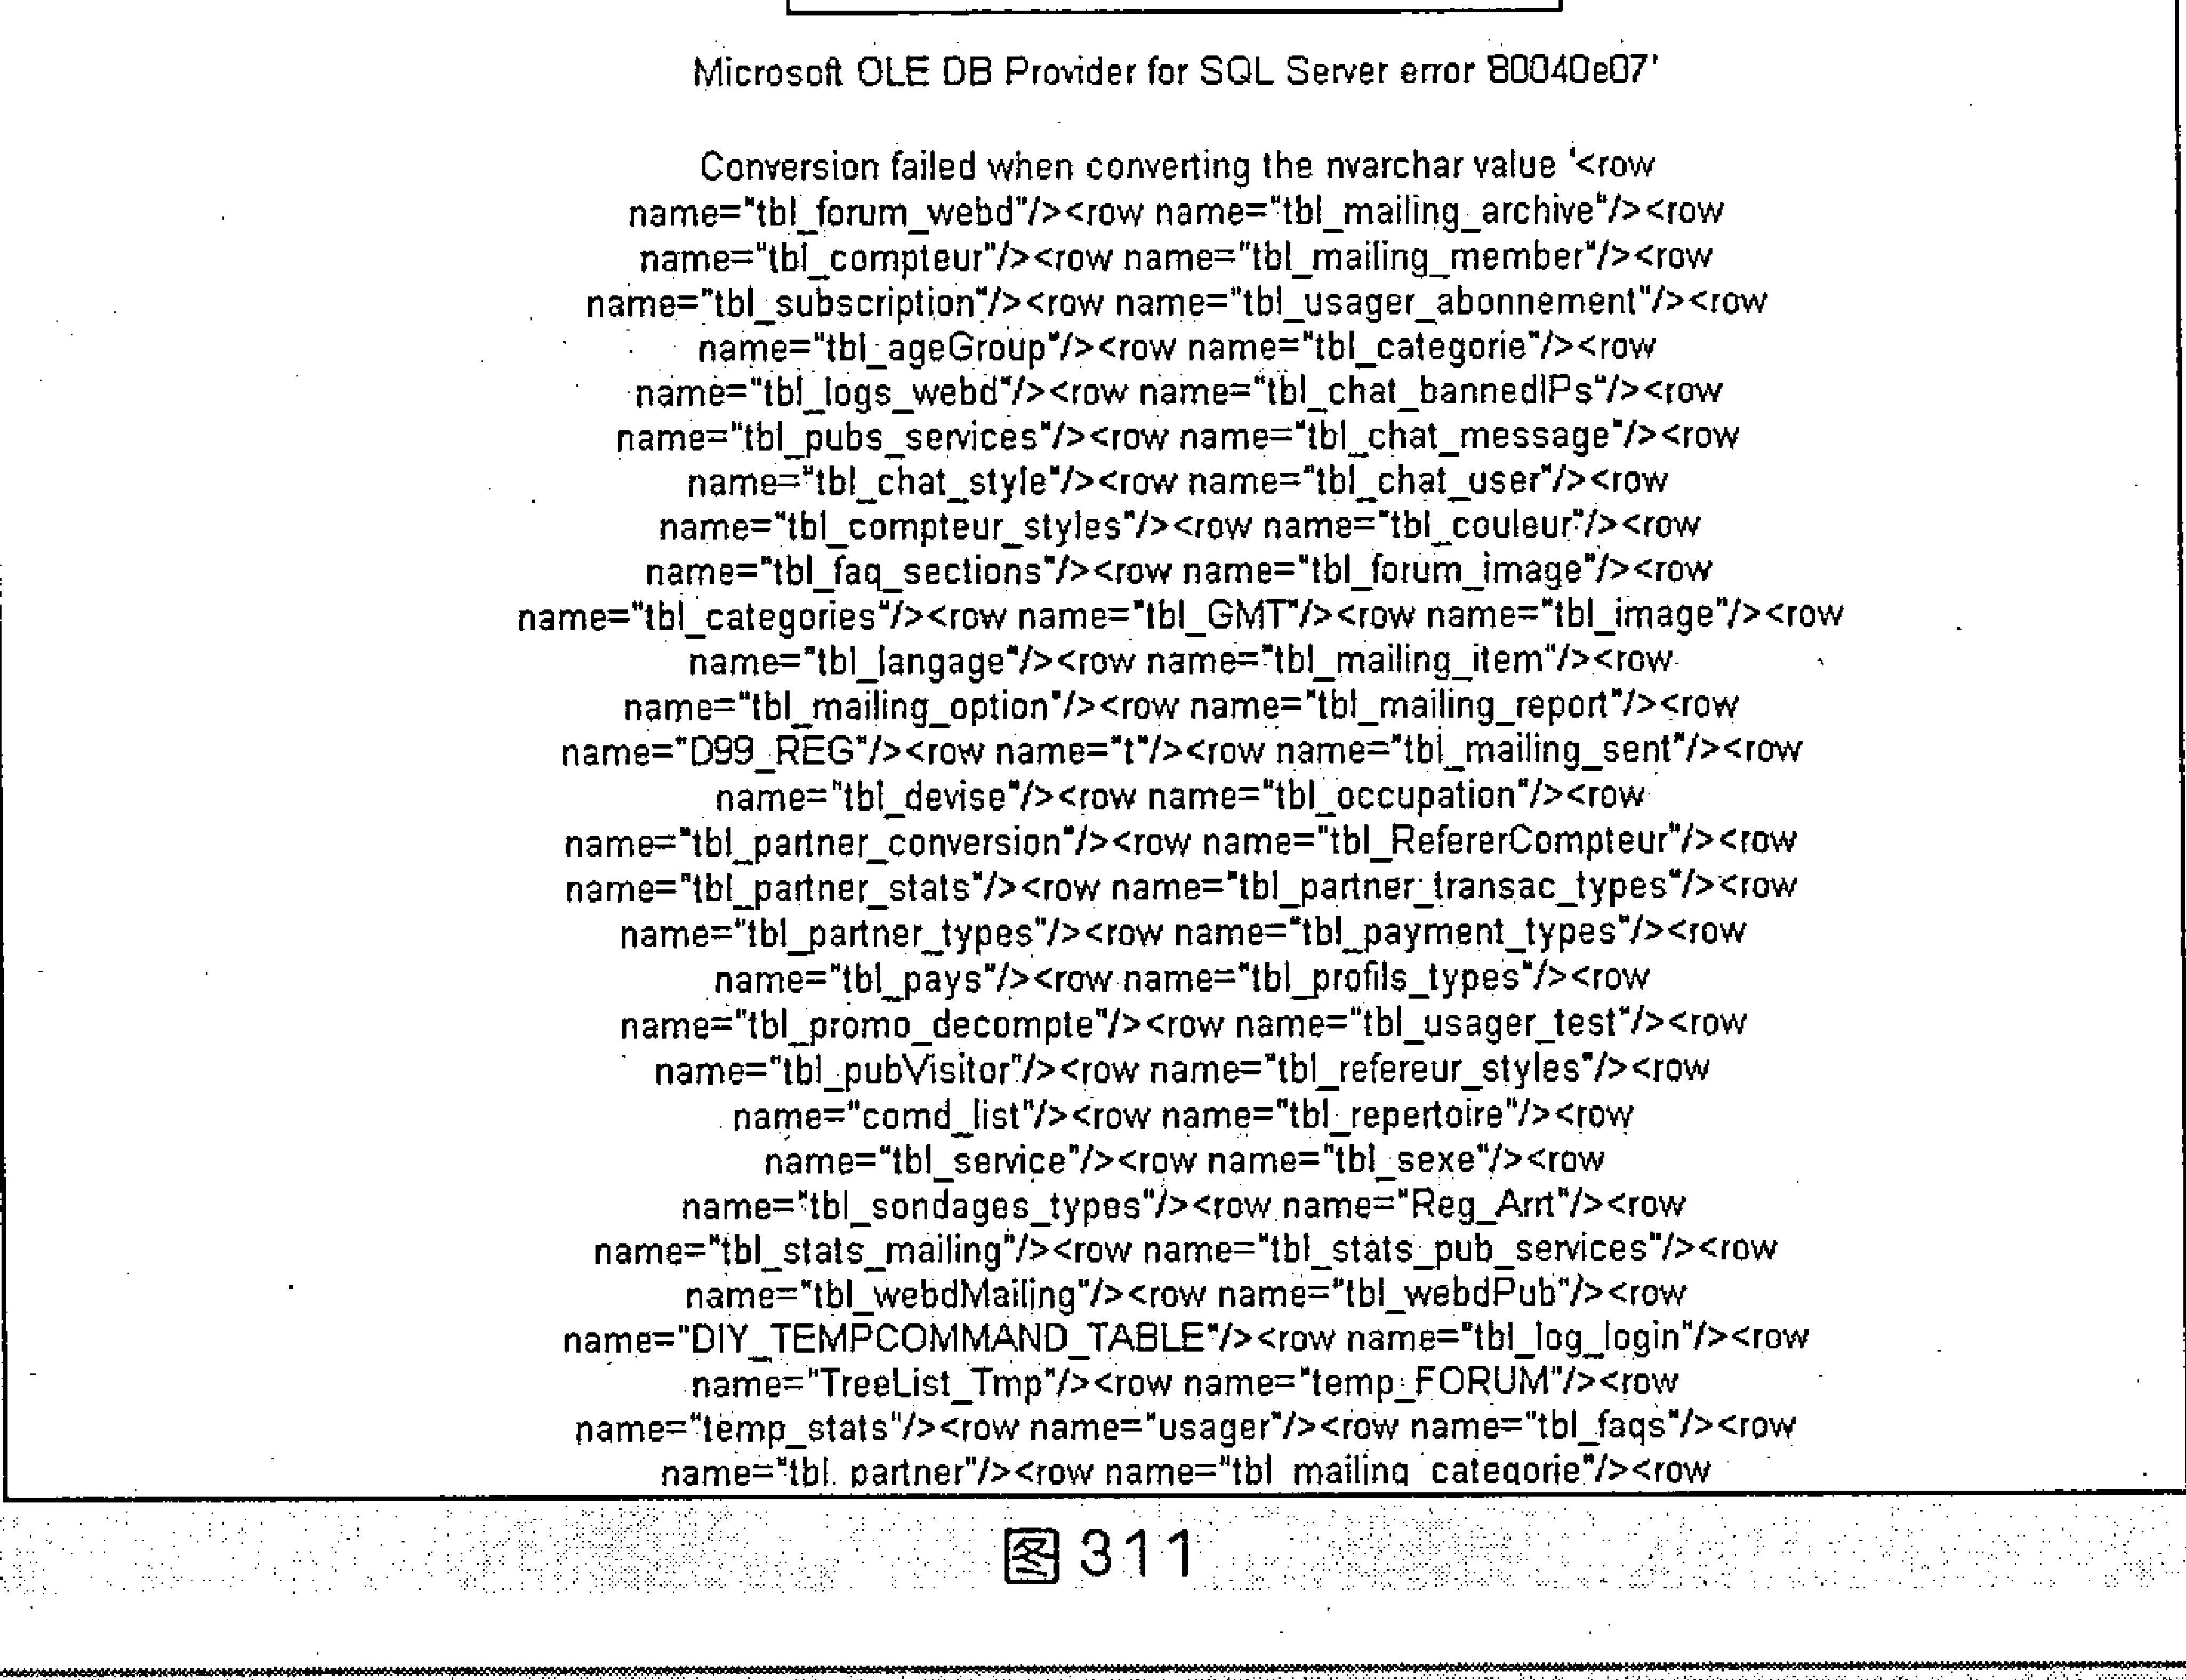 Microsoft OLE DB Provider for SQL Server error '80040e07'
Conversion failed when converting the nvarchar value '<row
name="tbl_forum_webd"/><row name="tbl_mailing_archive"/><row
name="tbl_compteur"/><row name="tbl_mailing_member"/><row
name="tbl_subscription"/><row name="tbl_usager_abonnement"/><row
name="tbl_ageGroup"/><row name="tbl_categorie"/><row
name="tbl_logs_webd"/><row name="tbl_chat_bannedIPs"/><row
name="tbl_pubs_services"/><row name="tbl_chat_message"/><row
name="tbl_chat_style"/><row name="tbl_chat_user"/><row
name="tbl_compteur_styles"/><row name="tbl_couleur"/><row
name="tbl_faq_sections"/><row name="tbl_forum_image"/><row
name="tbl_categories"/><row name="tbl_GMT"/><row name="tbl_image"/><row
name="tbl_langage"/><row name="tbl_mailing_item"/><row
name="tbl_mailing_option"/><row name="tbl_mailing_report"/><row
name="D99_REG"/><row name="t"/><row name="tbl_mailing_sent"/><row
name="tbl_devise"/><row name="tbl_occupation"/><row
name="tbl_partner_conversion"/><row name="tbl_RefererCompteur"/><row
name="tbl_partner_stats"/><row name="tbl_partner_transac_types"/><row
name="tbl_partner_types"/><row name="tbl_payment_types"/><row
name="tbl_pays"/><row name="tbl_profils_types"/><row
name="tbl_promo_decompte"/><row name="tbl_usager_test"/><row
name="tbl_pubVisitor"/><row name="tbl_refereur_styles"/><row
name="comd_list"/><row name="tbl_repertoire"/><row
name="tbl_service"/><row name="tbl_sexe"/><row
name="tbl_sondages_types"/><row name="Reg_Arrt"/><row
name="tbl_stats_mailing"/><row name="tbl_stats_pub_services"/><row
name="tbl_webdMailing"/><row name="tbl_webdPub"/><row
name="DIY_TEMPCOMMAND_TABLE"/><row name="tbl_log_login"/><row
name="TreeList_Tmp"/><row name="temp_FORUM"/><row
name="temp_stats"/><row name="usager"/><row name="tbl_faqs"/><row
name="tbl_partner"/><row name="tbl_mailing_categorie"/><row
图311